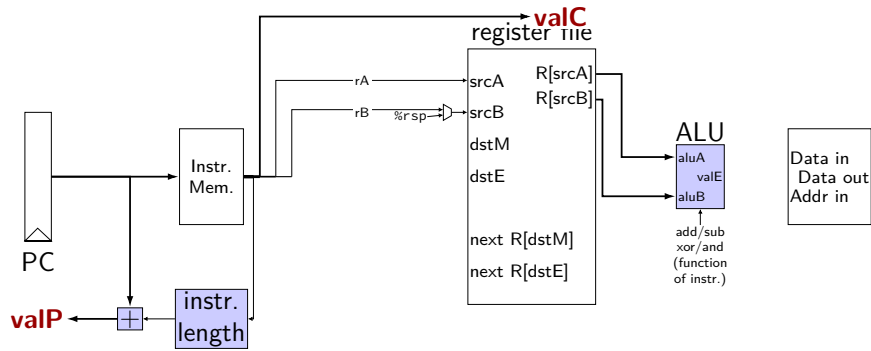 valC
register file
rA
srcA
R[srcA]
R[srcB]
rB
%rsp
srcB
dstM
dstE
next R[dstM]
next R[dstE]
Instr.
Mem.
PC
instr.
length
+
valP
ALU
aluA
valE
aluB
add/sub
xor/and
(function
of instr.)
Data in
Data out
Addr in